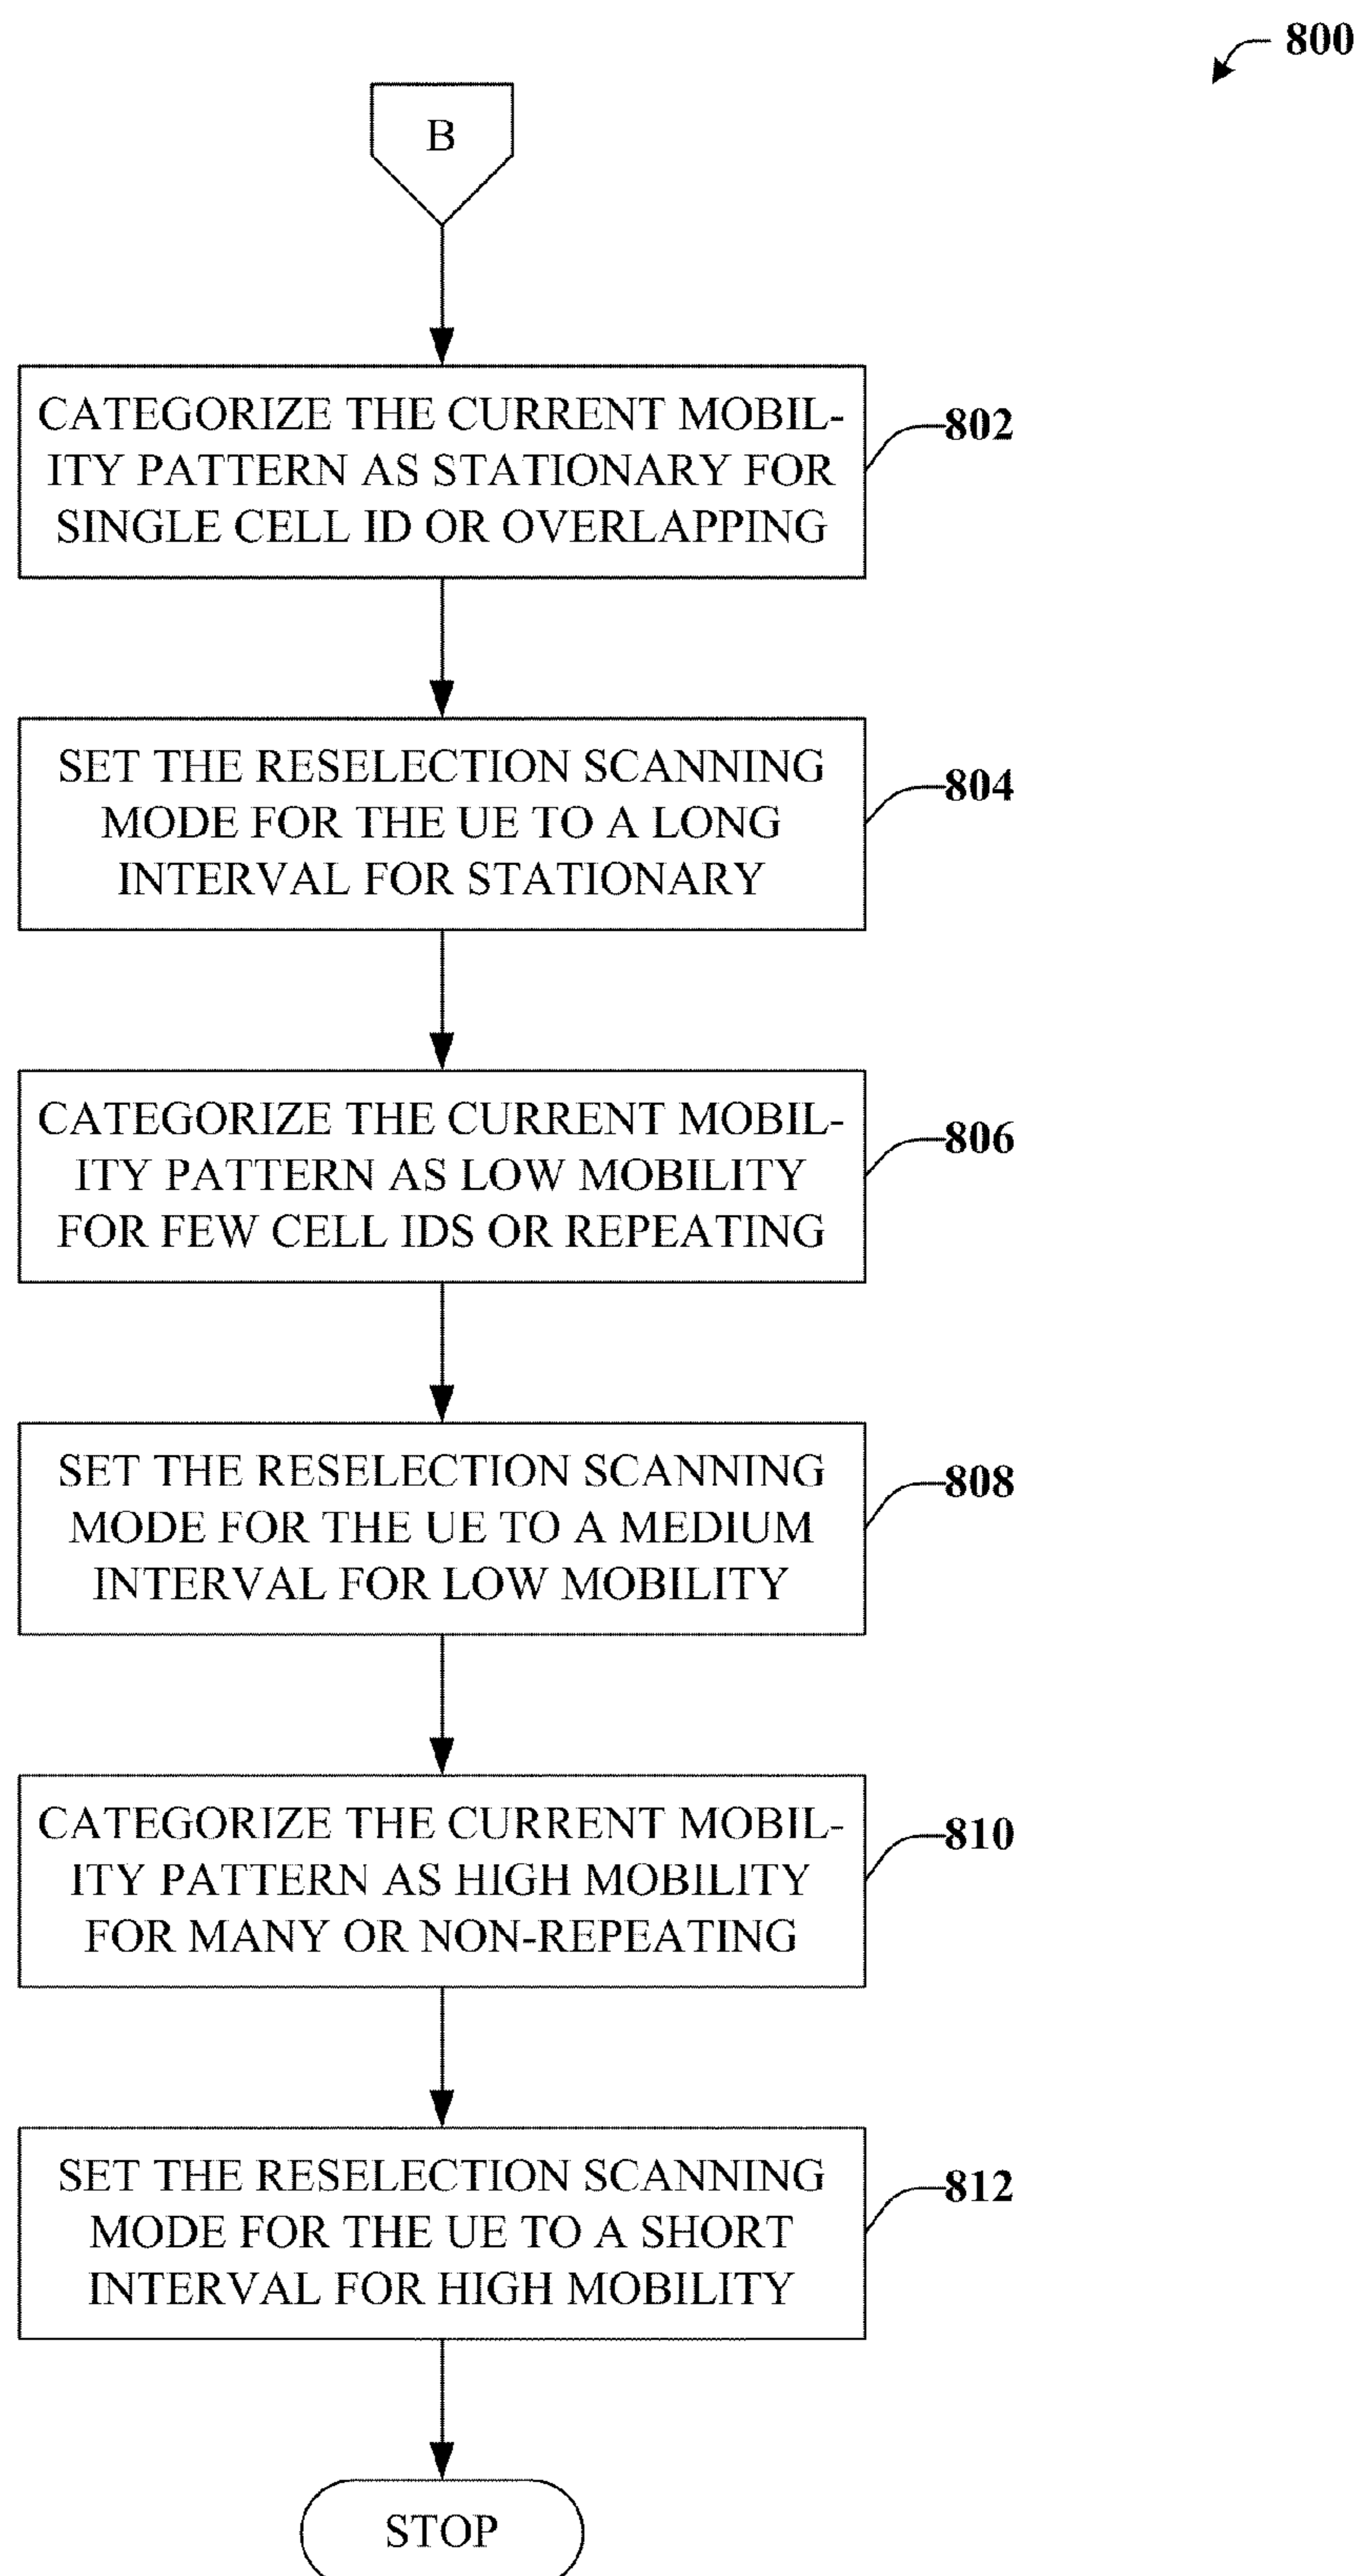 800
B
CATEGORIZE THE CURRENT MOBIL-
ITY PATTERN AS STATIONARY FOR
SINGLE CELL ID OR OVERLAPPING
802
SET THE RESELECTION SCANNING
MODE FOR THE UE TO A LONG
INTERVAL FOR STATIONARY
804
CATEGORIZE THE CURRENT MOBIL-
ITY PATTERN AS LOW MOBILITY
FOR FEW CELL IDS OR REPEATING
806
SET THE RESELECTION SCANNING
MODE FOR THE UE TO A MEDIUM
INTERVAL FOR LOW MOBILITY
808
CATEGORIZE THE CURRENT MOBIL-
ITY PATTERN AS HIGH MOBILITY
FOR MANY OR NON-REPEATING
810
SET THE RESELECTION SCANNING
MODE FOR THE UE TO A SHORT
INTERVAL FOR HIGH MOBILITY
812
STOP